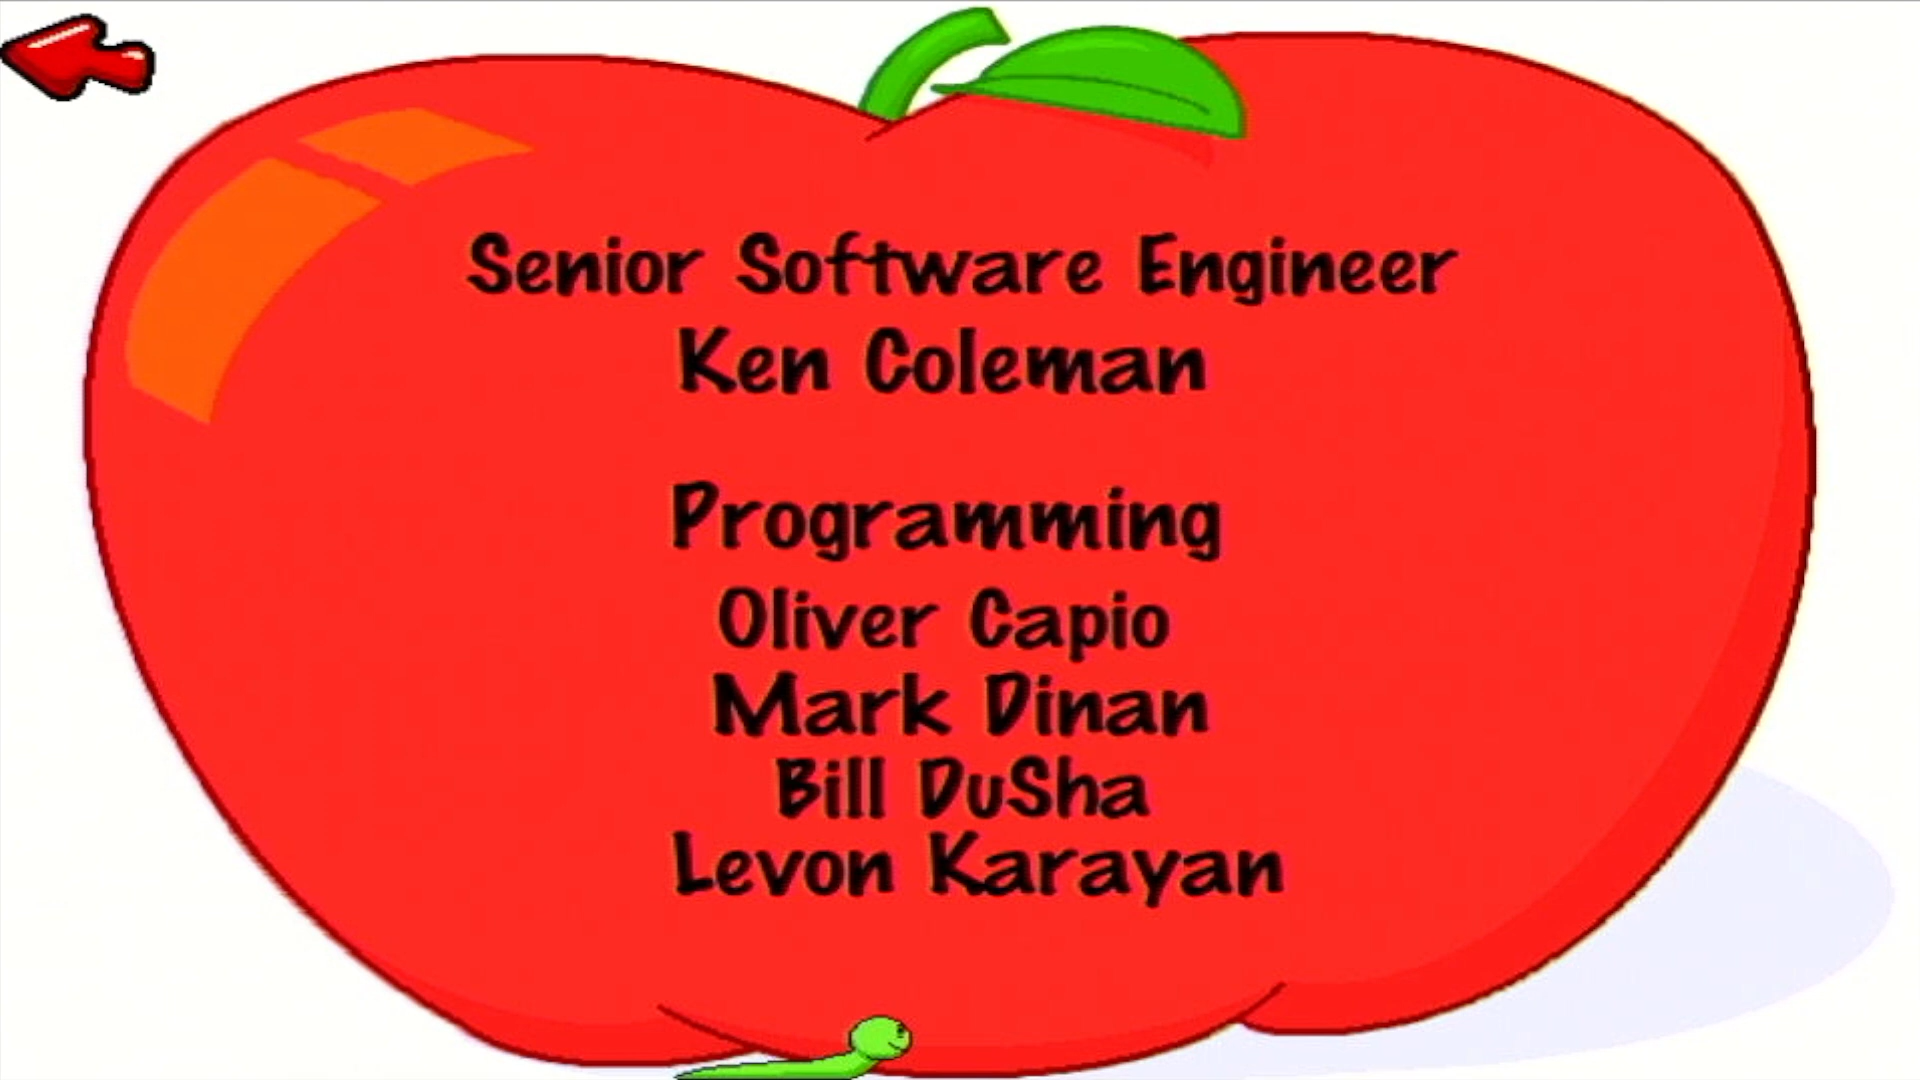 Senior Software Engineer
Ken Coleman
Programming
Oliver Capio
Mark Dinan
Bill DuSha
Levon Karayan